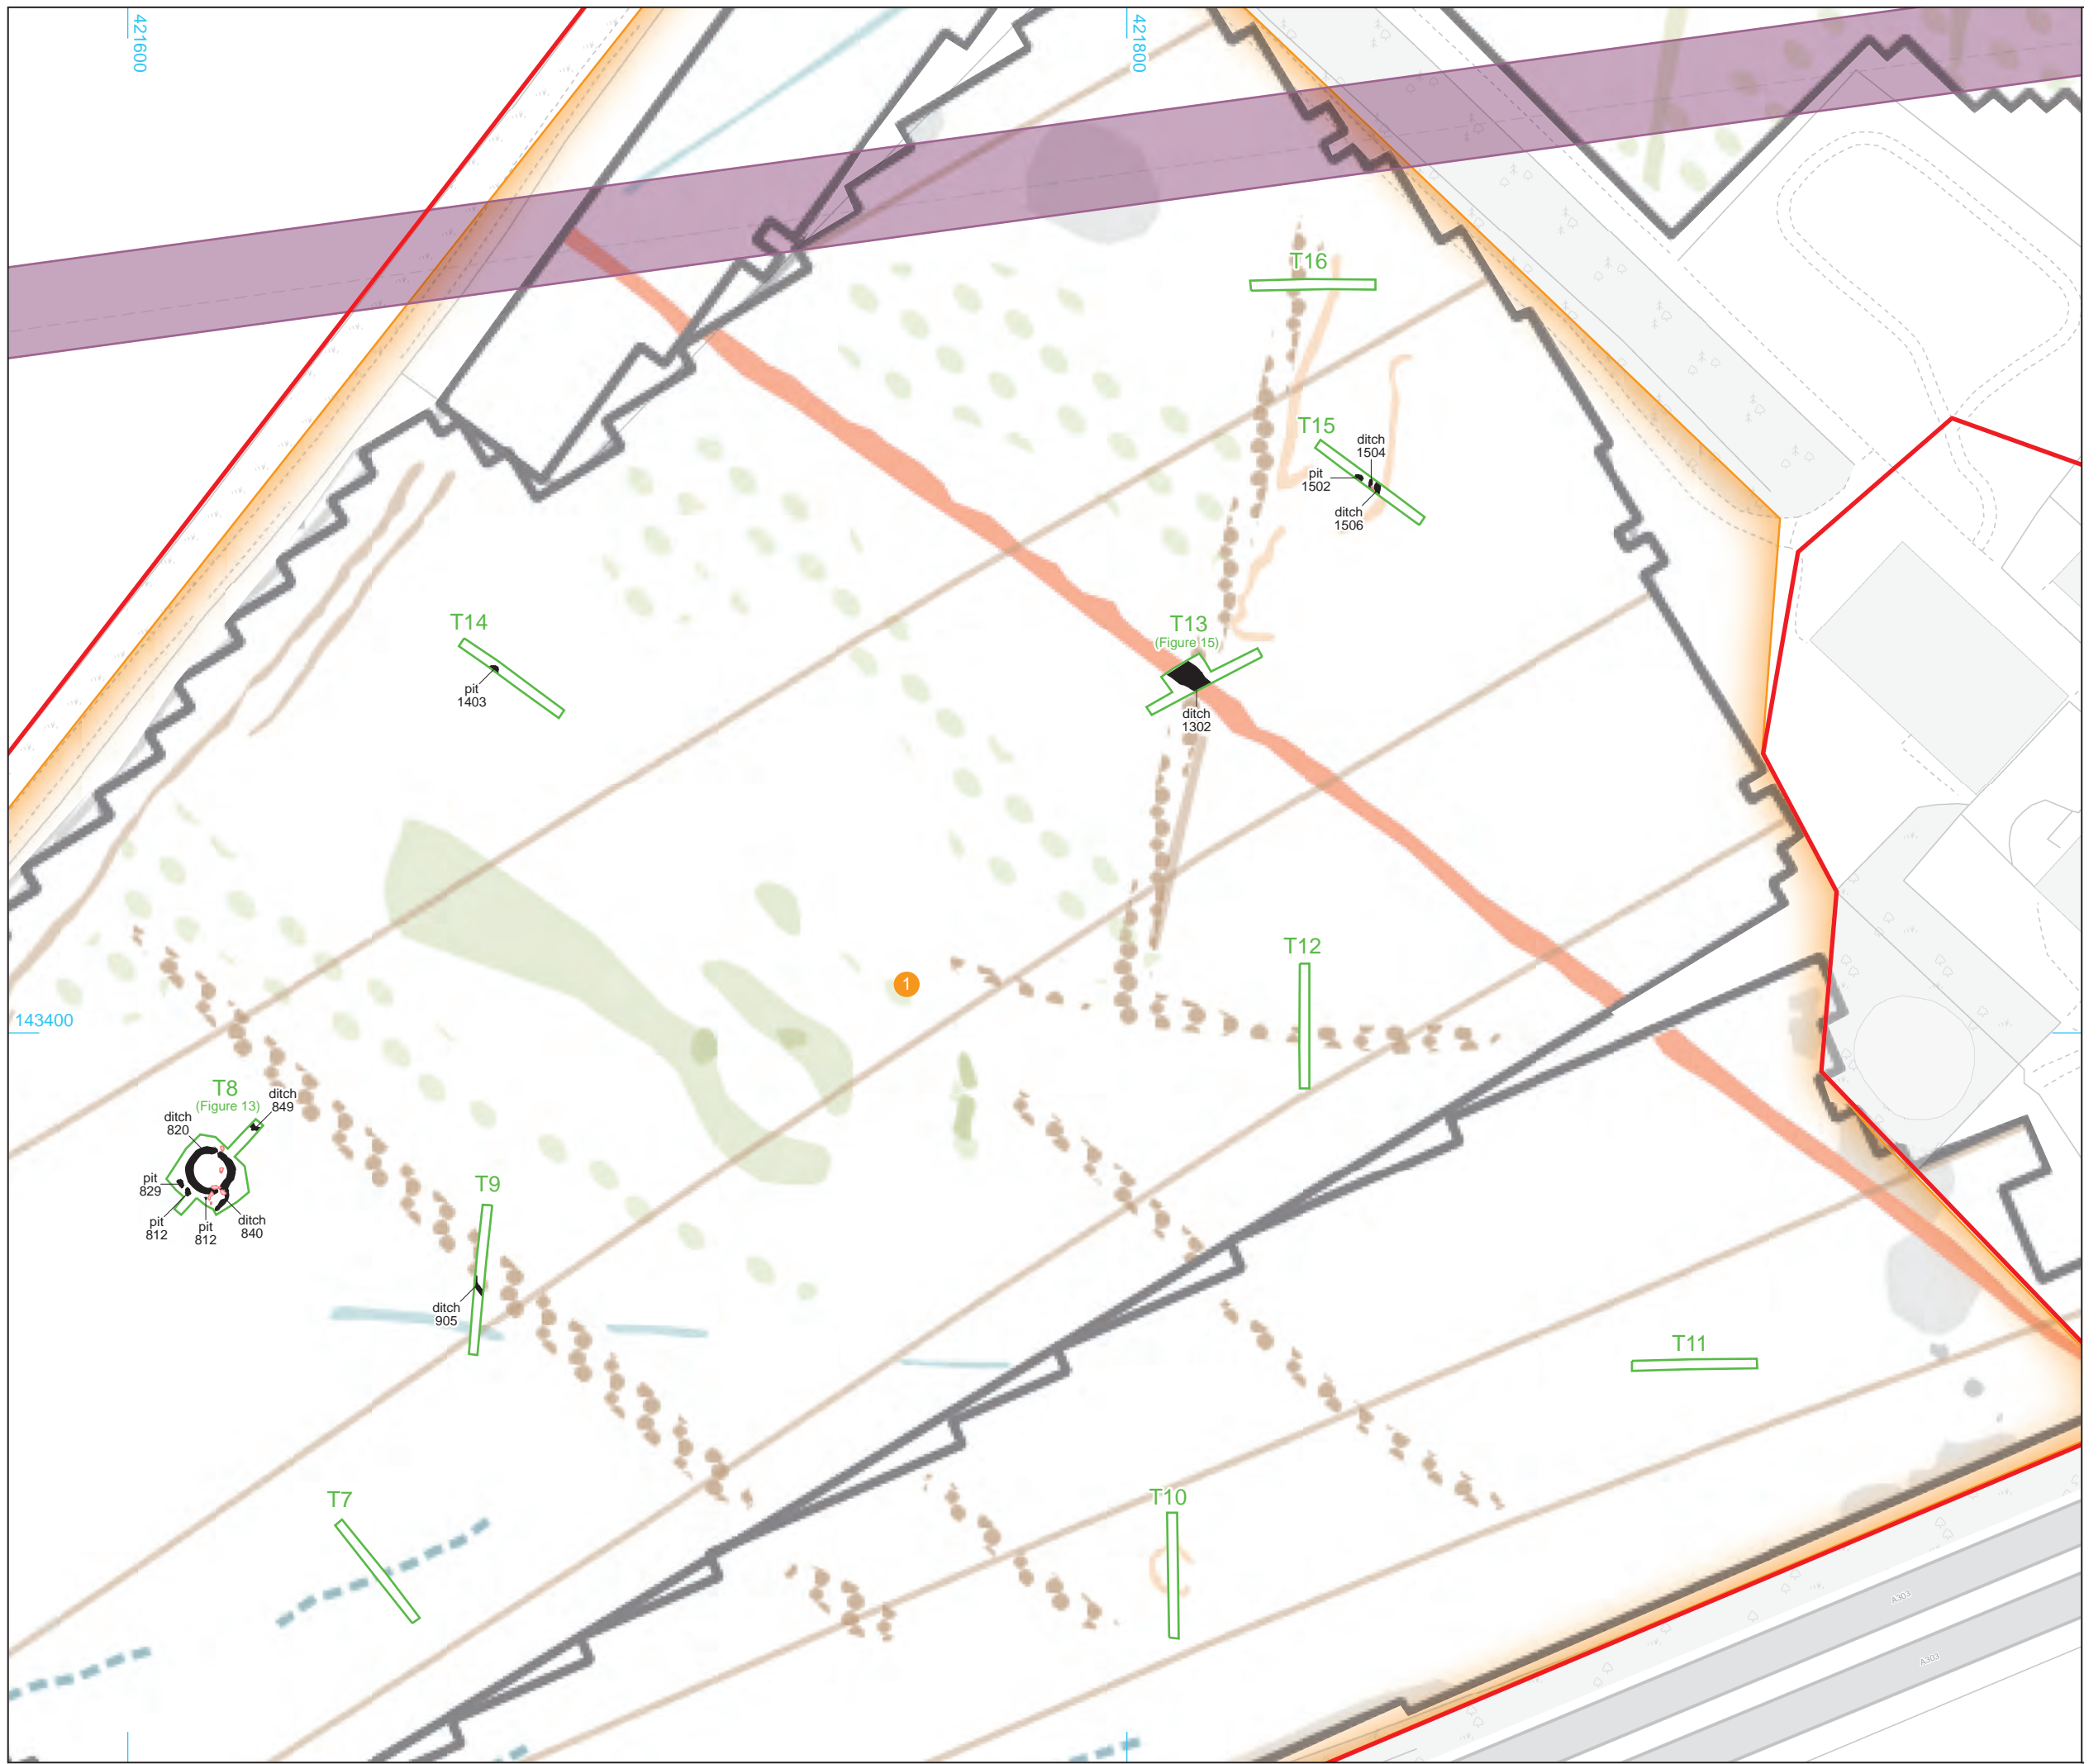 421600
421800
T16
T15
ditch
1504
pit
1502
ditch
1506
T14
pit
1403
T13
(Figure 15)
ditch
1302
T12
1
143400
T8
(Figure 13)
ditch
849
ditch
820
pit
829
pit
812
pit
812
ditch
840
T9
ditch
905
T11
T7
T10
A303
A303